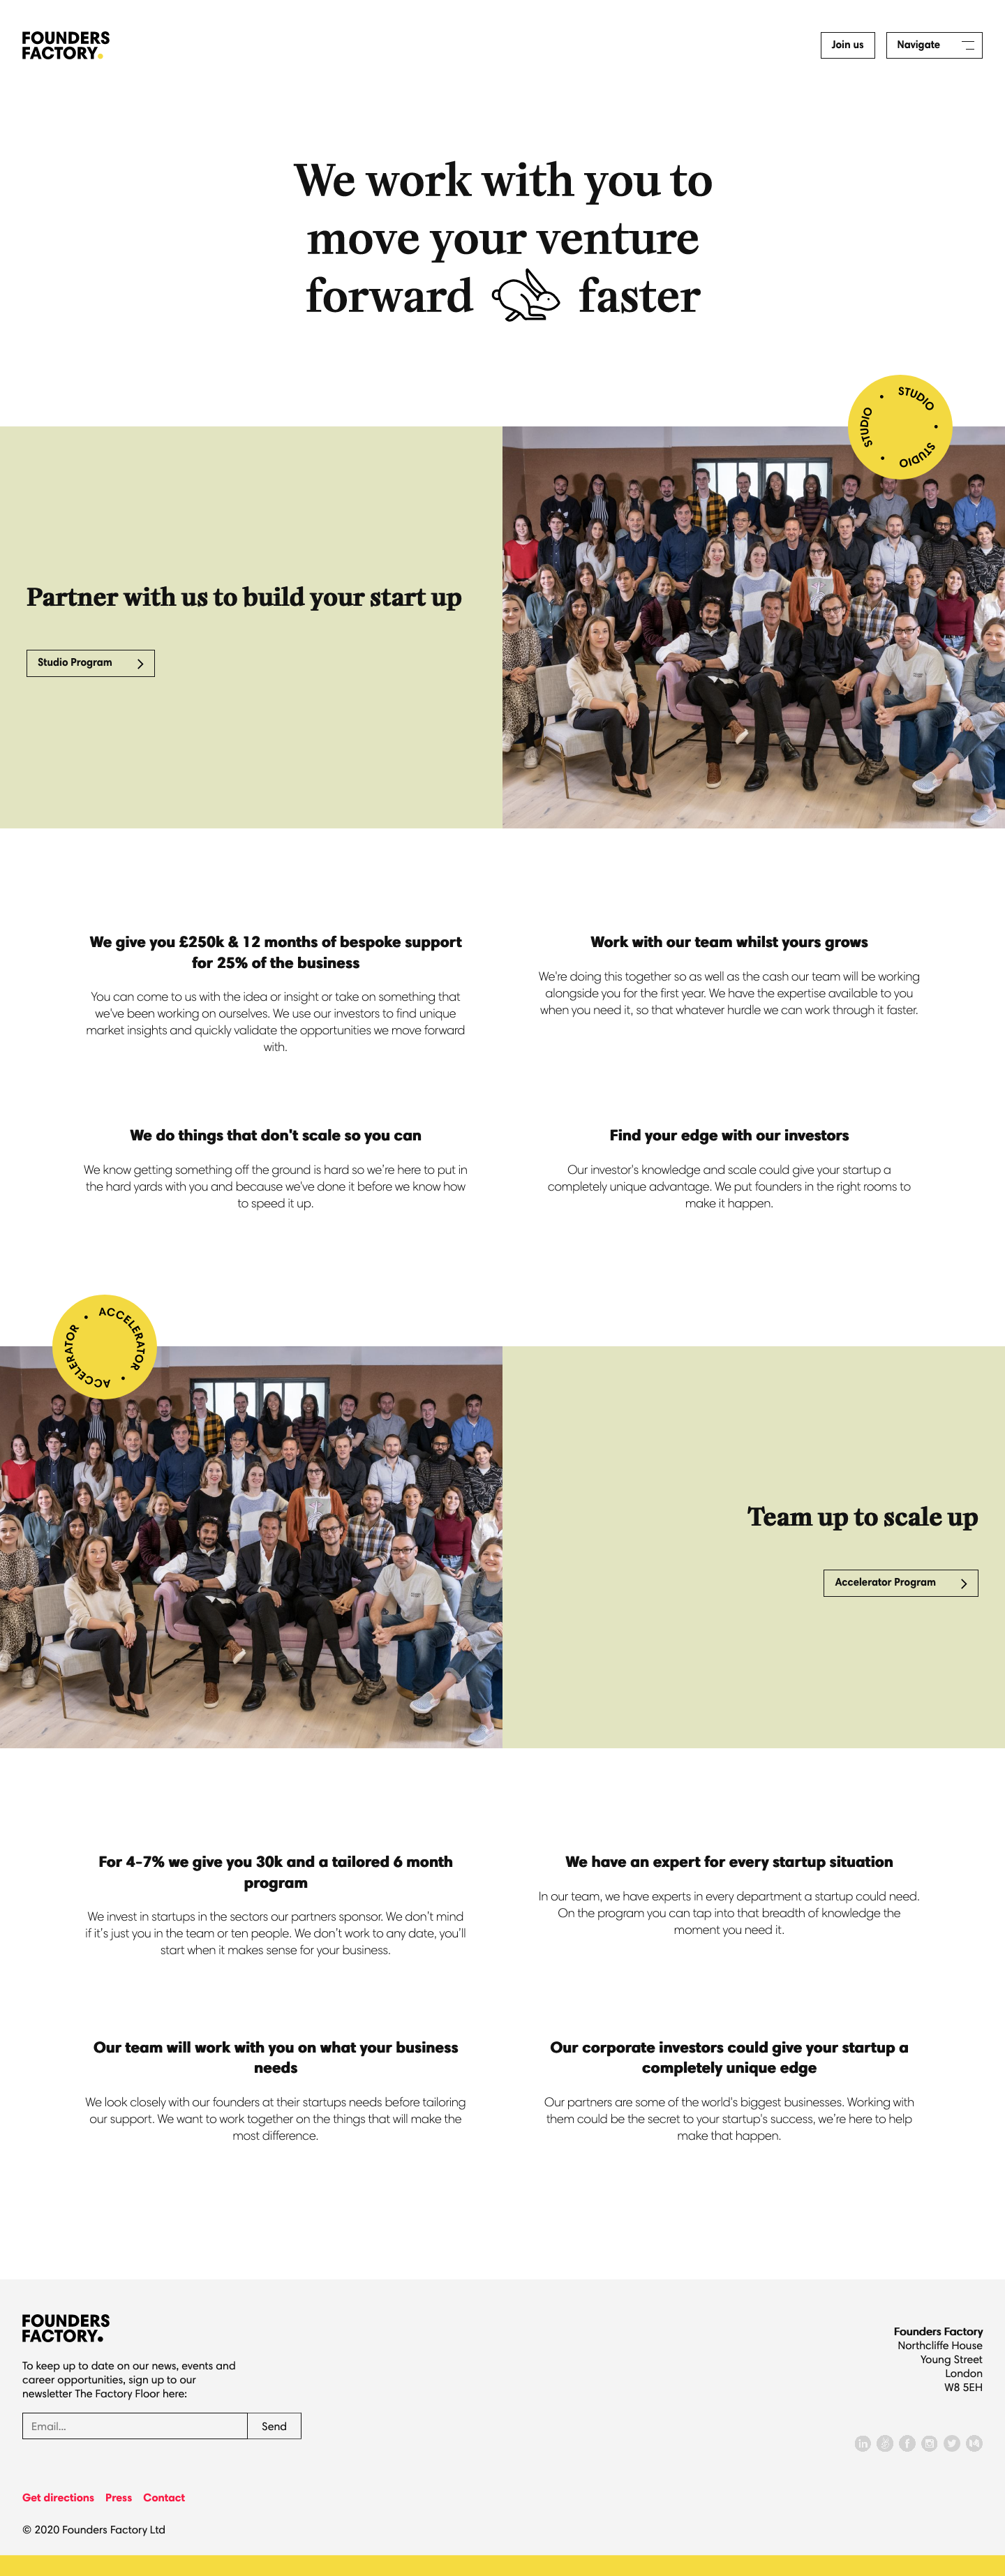 FOUNDERS
FACTORY.
Join us
Navigate
We work with you to
move your venture
forward faster
STUDIO • STUDIO • STUDIO •
Partner with us to build your start up
Studio Program
We give you £250k & 12 months of bespoke support
for 25% of the business
You can come to us with the idea or insight or take on something that
we've been working on ourselves. We use our investors to find unique
market insights and quickly validate the opportunities we move forward
with.
Work with our team whilst yours grows
We're doing this together so as well as the cash our team will be working
alongside you for the first year. We have the expertise available to you
when you need it, so that whatever hurdle we can work through it faster.
We do things that don't scale so you can
We know getting something off the ground is hard so we're here to put in
the hard yards with you and because we've done it before we know how
to speed it up.
Find your edge with our investors
Our investor's knowledge and scale could give your startup a
completely unique advantage. We put founders in the right rooms to
make it happen.
ACCELERATOR • ACCELERATOR •
Team up to scale up
Accelerator Program
For 4-7% we give you 30k and a tailored 6 month
program
We invest in startups in the sectors our partners sponsor. We don't mind
if it's just you in the team or ten people. We don't work to any date, you'll
start when it makes sense for your business.
We have an expert for every startup situation
In our team, we have experts in every department a startup could need.
On the program you can tap into that breadth of knowledge the
moment you need it.
Our team will work with you on what your business
needs
We look closely with our founders at their startups needs before tailoring
our support. We want to work together on the things that will make the
most difference.
Our corporate investors could give your startup a
completely unique edge
Our partners are some of the world's biggest businesses. Working with
them could be the secret to your startup's success, we're here to help
make that happen.
FOUNDERS
FACTORY.
To keep up to date on our news, events and
career opportunities, sign up to our
newsletter The Factory Floor here:
Email...
Send
Founders Factory
Northcliffe House
Young Street
London
W8 5EH
Get directions
Press
Contact
© 2020 Founders Factory Ltd